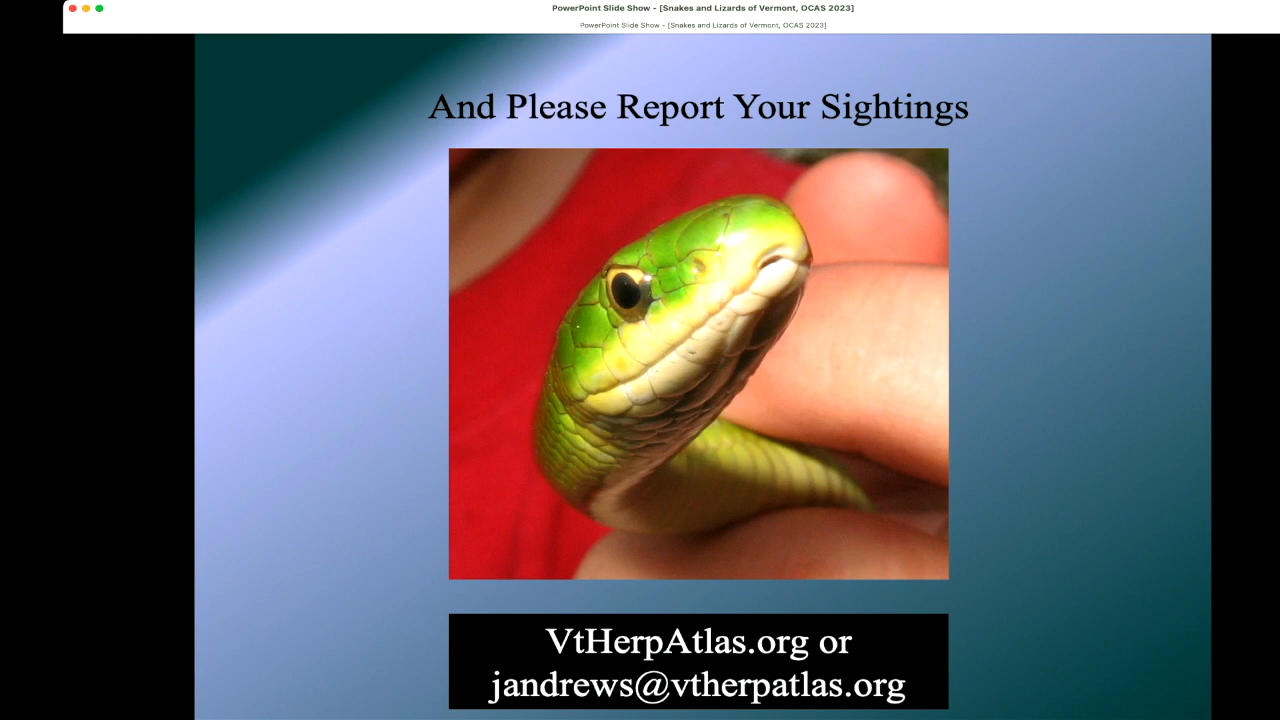 PowerPoint Slide Show - [Snakes and Lizards of Vermont, OCAS 2023]
PowerPoint Slide Show - [Snakes and Lizards of Vermont, OCAS 2023]
And Please Report Your Sightings
VtHerpAtlas.org or
jandrews@vtherpatlas.org